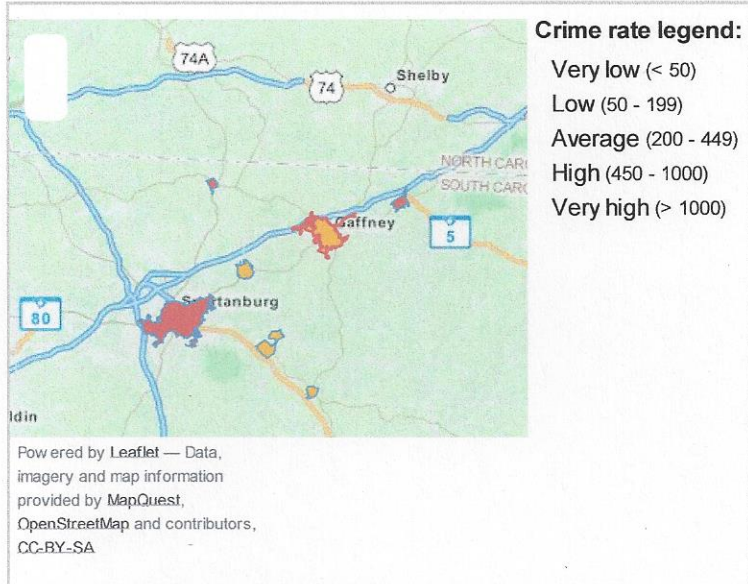 Crime rate legend:
Very low (< 50)
Low (50 - 199)
Average (200 - 449)
High (450 - 1000)
Very high (> 1000)
74A
74
Shelby
NORTH CAR
SOUTH CAR
Gaffney
5
Spartanburg
80
ldin
Powered by Leaflet — Data,
imagery and map information
provided by MapQuest,
OpenStreetMap and contributors,
CC-BY-SA